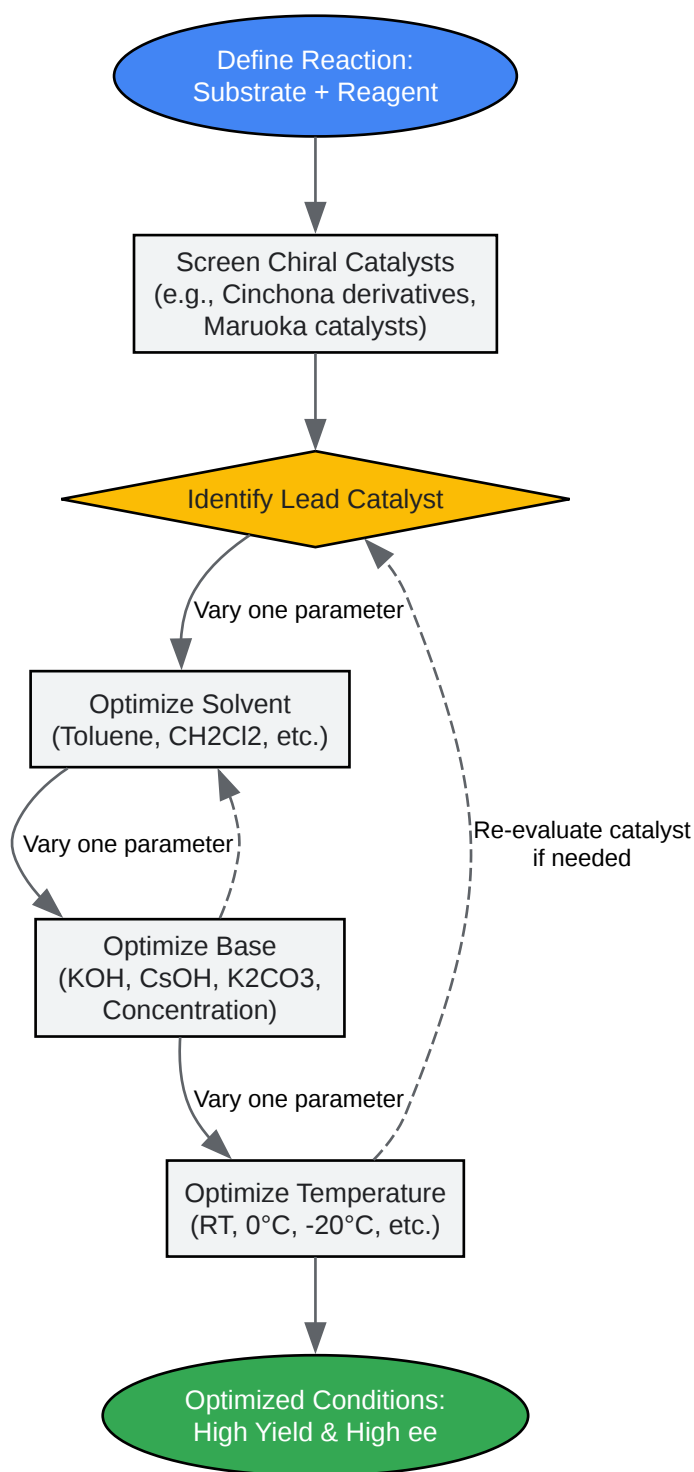 Define Reaction:
Substrate + Reagent
Screen Chiral Catalysts
(e.g., Cinchona derivatives,
Maruoka catalysts)
Identify Lead Catalyst
Vary one parameter
Optimize Solvent
(Toluene, CH2Cl2, etc.)
Vary one parameter
Re-evaluate catalyst
if needed
Optimize Base
(KOH, CsOH, K2CO3,
Concentration)
Vary one parameter
Optimize Temperature
(RT, 0°C, -20°C, etc.)
Optimized Conditions:
High Yield & High ee